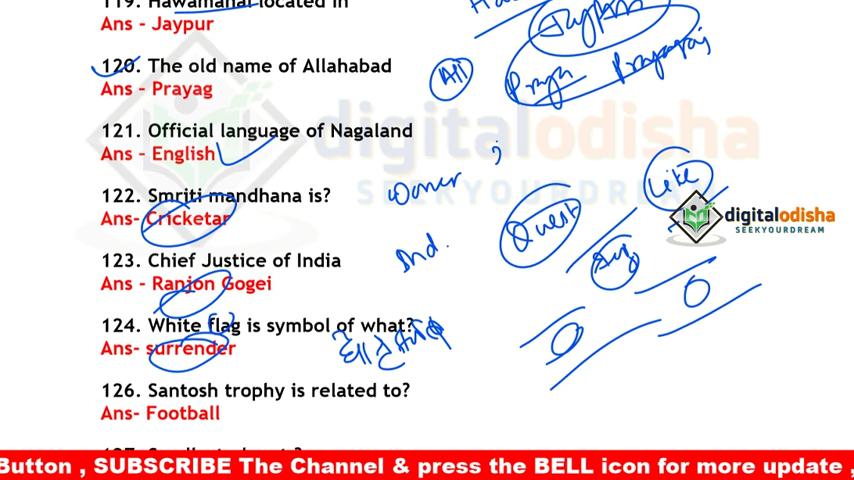 119. Hawamahal located in
Ans - Jaypur
120. The old name of Allahabad
Ans - Prayag
All
Prayagraj
121. Official language of Nagaland
Ans - English
122. Smriti mandhana is?
Ans- Cricketar
Quest
Like
digitalodisha
SEEKYOURDREAM
123. Chief Justice of India
Ans - Ranjon Gogei
Ind.
124. White flag is symbol of what?
Ans- surrender
126. Santosh trophy is related to?
Ans- Football
Button , SUBSCRIBE The Channel & press the BELL icon for more update ,
digitalodisha
SEEKYOURDREAM